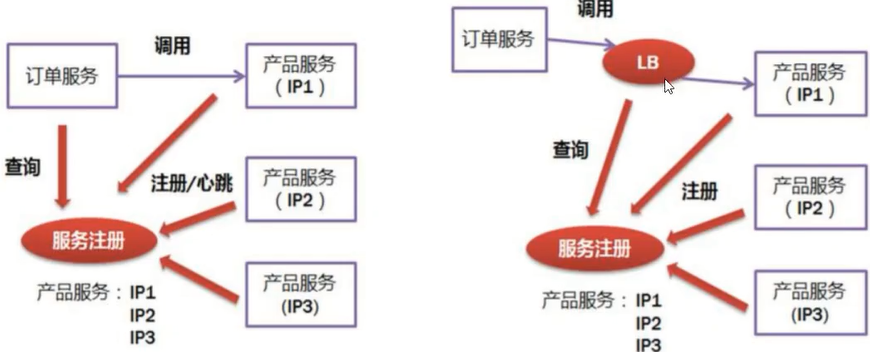 调用
订单服务
产品服务
（IP1）
查询
注册/心跳
产品服务
（IP2）
服务注册
产品服务
(IP3)
产品服务：IP1
IP2
IP3
调用
订单服务
LB
产品服务
（IP1）
查询
注册
产品服务
（IP2）
服务注册
产品服务
(IP3)
产品服务：IP1
IP2
IP3